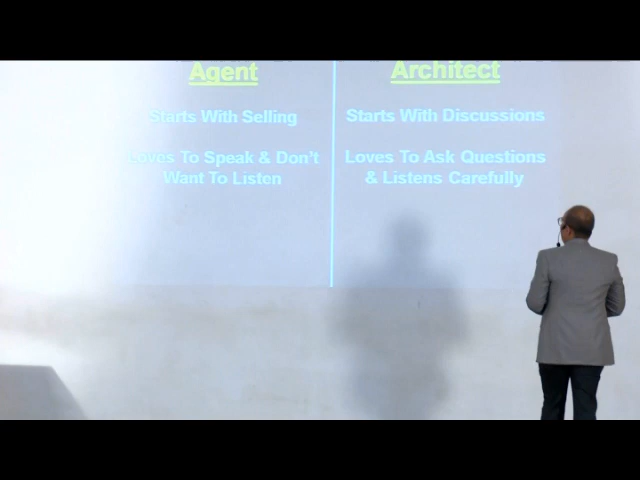 Agent
Architect
Starts With Selling
Starts With Discussions
Loves To Speak & Don't
Want To Listen
Loves To Ask Questions
& Listens Carefully